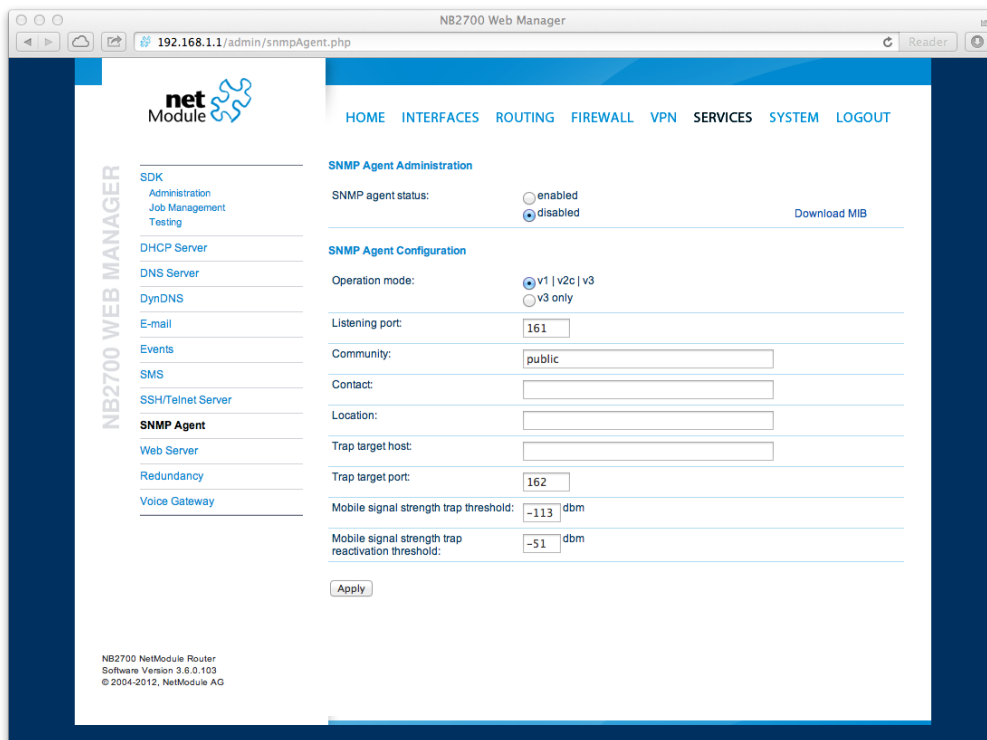 NB2700 Web Manager
192.168.1.1/admin/snmpAgent.php
Reader
net
Module
HOME INTERFACES ROUTING FIREWALL VPN SERVICES SYSTEM LOGOUT
NB2700 WEB MANAGER
SDK
Administration
Job Management
Testing
DHCP Server
DNS Server
DynDNS
E-mail
Events
SMS
SSH/Telnet Server
SNMP Agent
Web Server
Redundancy
Voice Gateway
SNMP Agent Administration
SNMP agent status:
enabled
disabled
Download MIB
SNMP Agent Configuration
Operation mode:
v1 | v2c | v3
v3 only
Listening port:
161
Community:
public
Contact:
Location:
Trap target host:
Trap target port:
162
Mobile signal strength trap threshold:
-113 dbm
Mobile signal strength trap
reactivation threshold:
-51 dbm
Apply
NB2700 NetModule Router
Software Version 3.6.0.103
© 2004-2012, NetModule AG